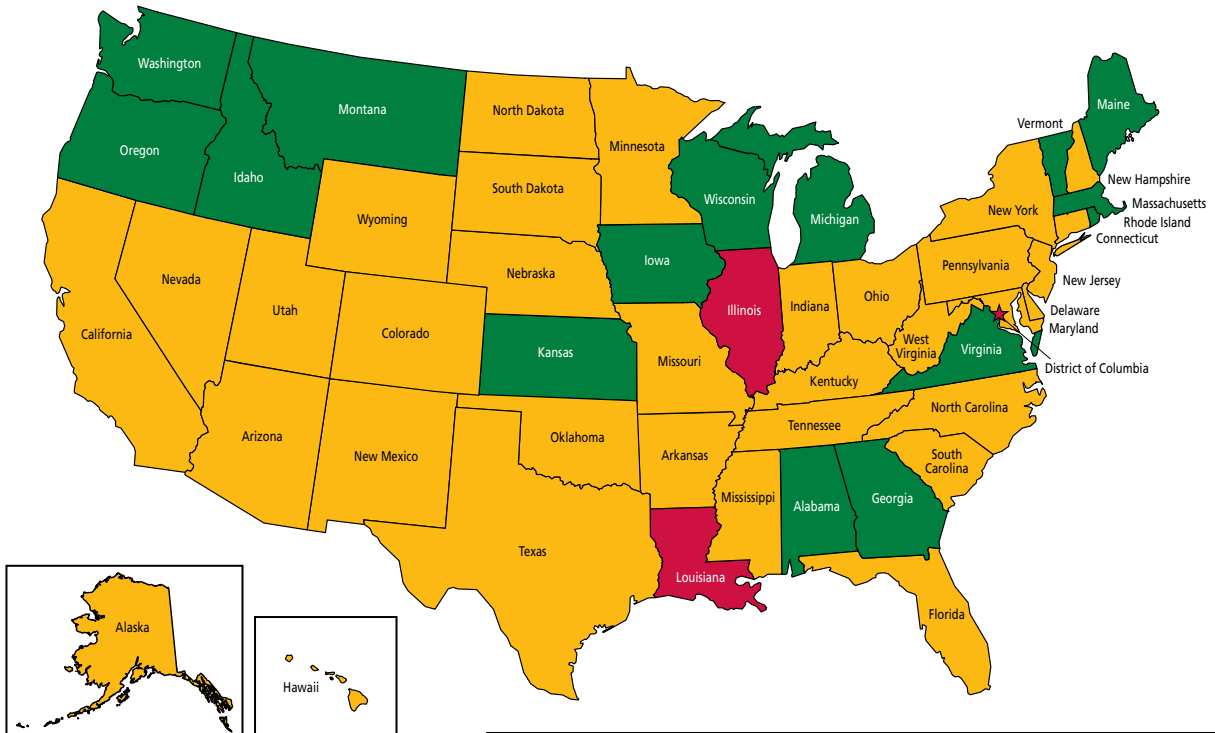 Washington
Montana
North Dakota
Minnesota
Maine
Vermont
Oregon
Idaho
South Dakota
Wisconsin
Michigan
New Hampshire
Massachusetts
New York
Rhode Island
Connecticut
Wyoming
Iowa
Nebraska
Pennsylvania
New Jersey
Nevada
Utah
Colorado
Illinois
Indiana
Ohio
Delaware
Maryland
California
Kansas
Missouri
West
Virginia
Virginia
District of Columbia
Kentucky
North Carolina
Arizona
New Mexico
Oklahoma
Arkansas
Tennessee
South
Carolina
Mississippi
Alabama
Georgia
Texas
Louisiana
Florida
Alaska
Hawaii